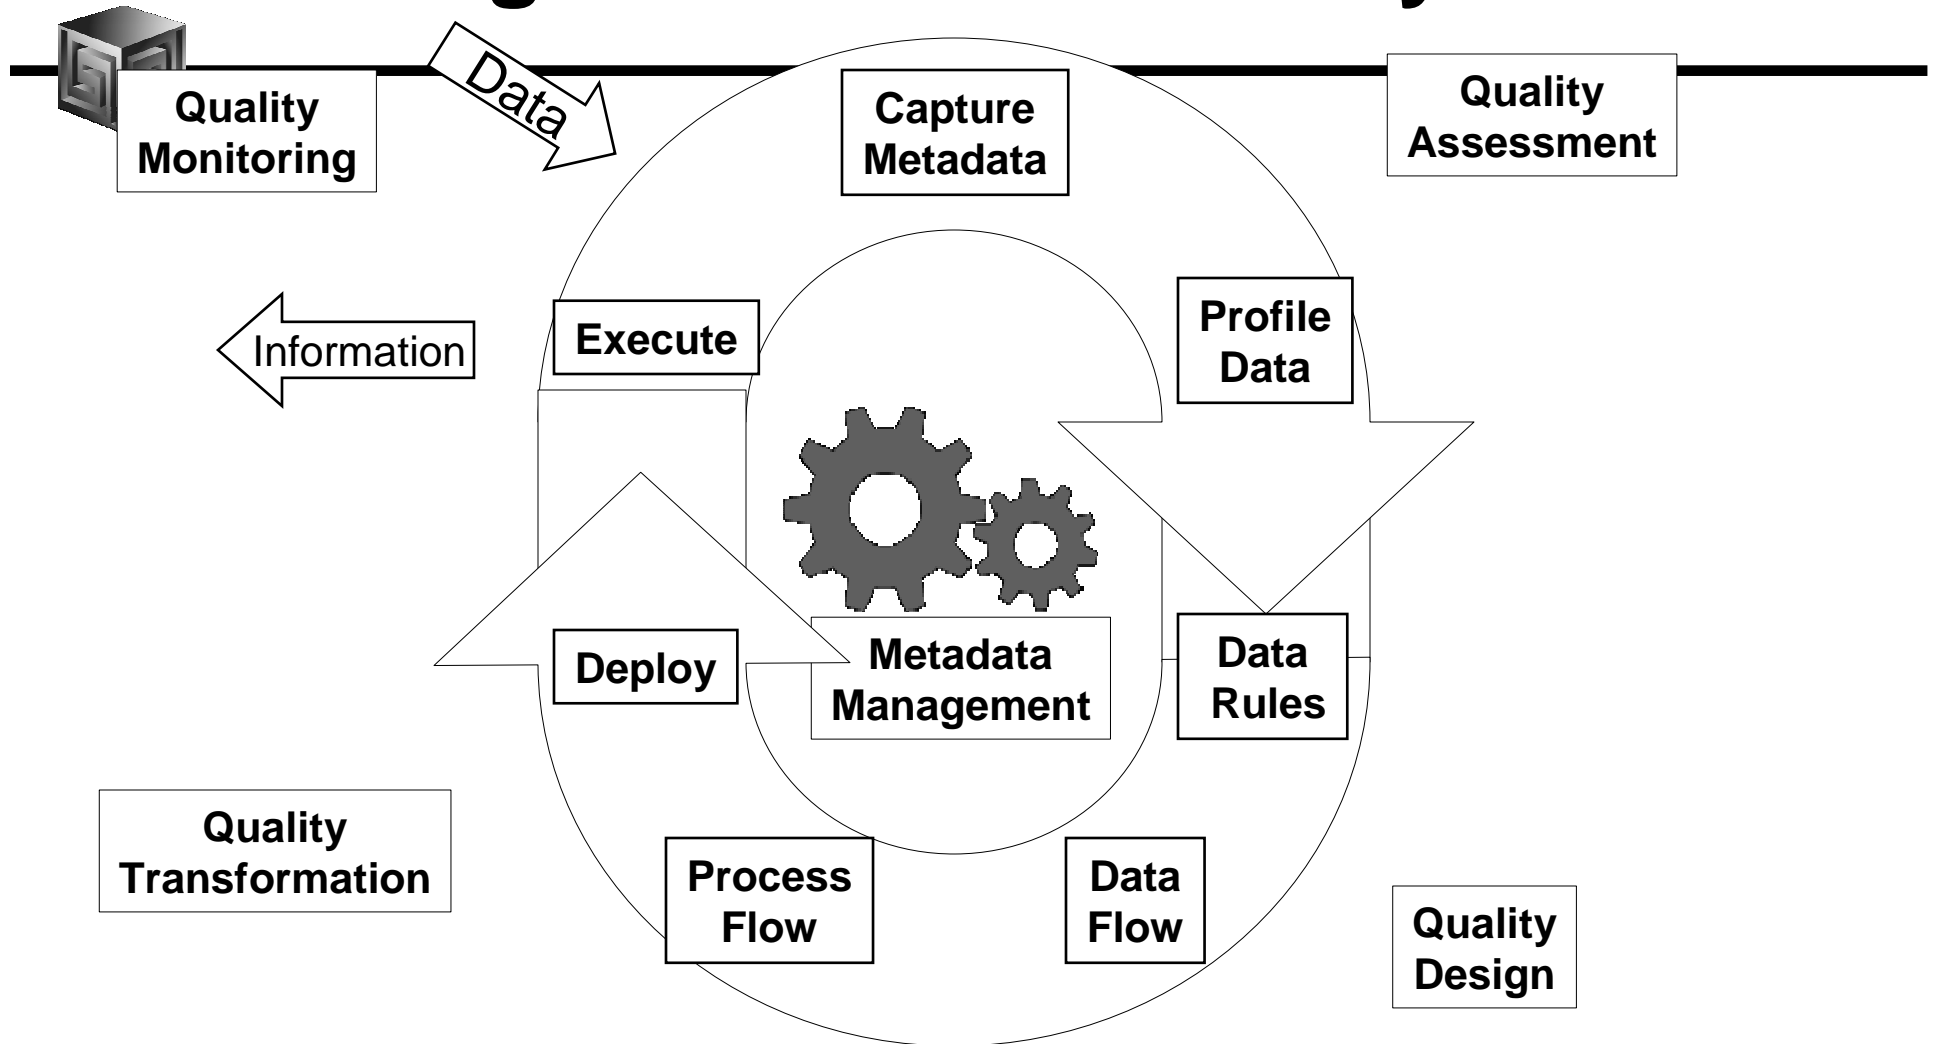 Quality
Monitoring
Data
Capture
Metadata
Quality
Assessment
Information
Execute
Profile
Data
Deploy
Metadata
Management
Data
Rules
Quality
Transformation
Process
Flow
Data
Flow
Quality
Design